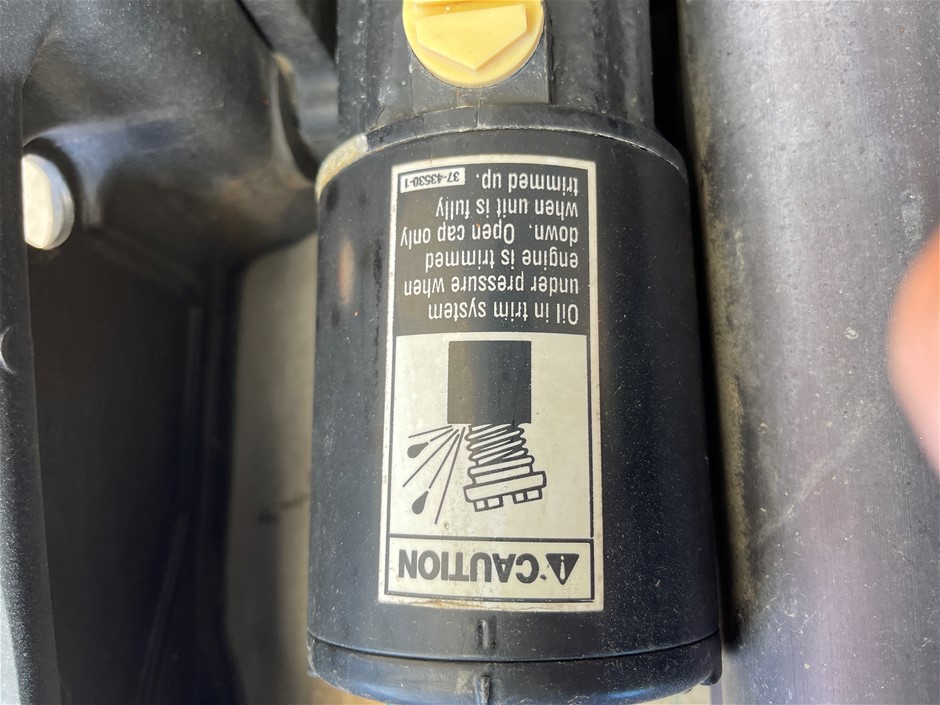 CAUTION
Oil in trim system
under pressure when
engine is trimmed
down. Open cap only
when unit is fully
trimmed up.
37-43530-1